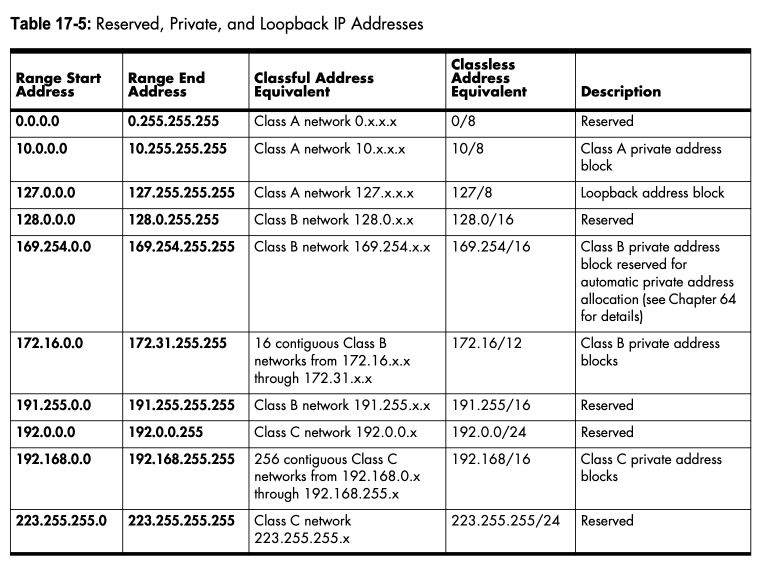 Table 17-5: Reserved, Private, and Loopback IP Addresses
Range Start Address Range End Address Classful Address Equivalent Classless Address Equivalent Description
0.0.0.0 0.255.255.255 Class A network 0.x.x.x 0/8 Reserved
10.0.0.0 10.255.255.255 Class A network 10.x.x.x 10/8 Class A private address
block
127.0.0.0 127.255.255.255 Class A network 127.x.x.x 127/8 Loopback address block
128.0.0.0 128.0.255.255 Class B network 128.0.x.x 128.0/16 Reserved
169.254.0.0 169.254.255.255 Class B network 169.254.x.x 169.254/16 Class B private address
block reserved for
automatic private address
allocation (see Chapter 64
for details)
172.16.0.0 172.31.255.255 16 contiguous Class B
networks from 172.16.x.x
through 172.31.x.x
172.16/12 Class B private address
blocks
191.255.0.0 191.255.255.255 Class B network 191.255.x.x 191.255/16 Reserved
192.0.0.0 192.0.0.255 Class C network 192.0.0.x 192.0.0/24 Reserved
192.168.0.0 192.168.255.255 256 contiguous Class C
networks from 192.168.0.x
through 192.168.255.x
192.168/16 Class C private address
blocks
223.255.255.0 223.255.255.255 Class C network
223.255.255.x
223.255.255/24 Reserved